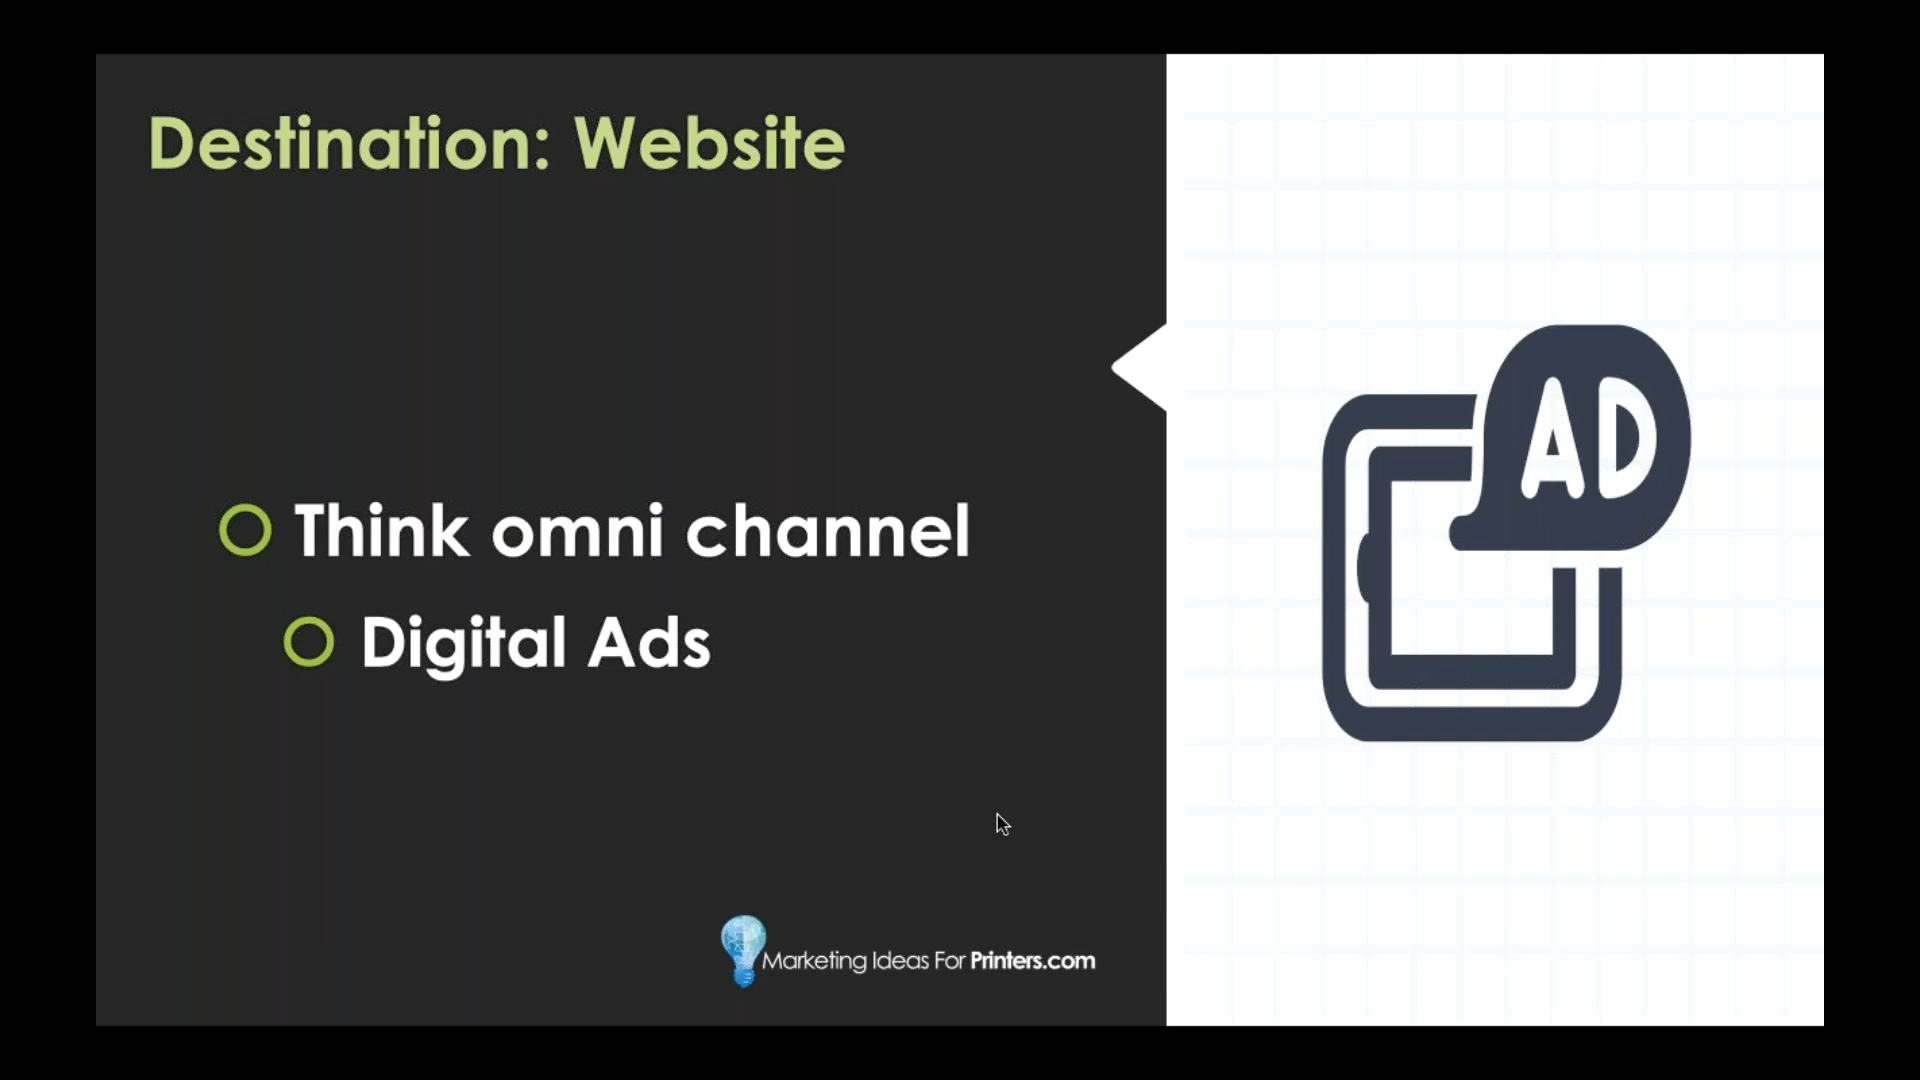 Destination: Website
Think omni channel
Digital Ads
AD
Marketing Ideas For Printers.com